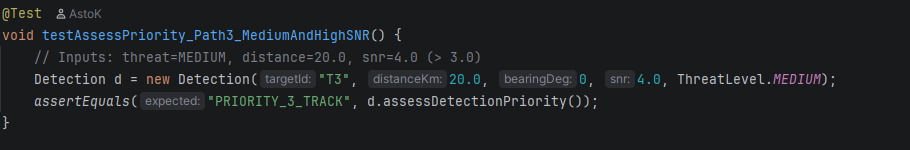 @Test AstoK
void testAssessPriority_Path3_MediumAndHighSNR() {
// Inputs: threat=MEDIUM, distance=20.0, snr=4.0 (> 3.0)
Detection d = new Detection( targetId: "T3", distanceKm: 20.0, bearingDeg: 0, snr: 4.0, ThreatLevel.MEDIUM);
assertEquals( expected: "PRIORITY_3_TRACK", d.assessDetectionPriority());
}